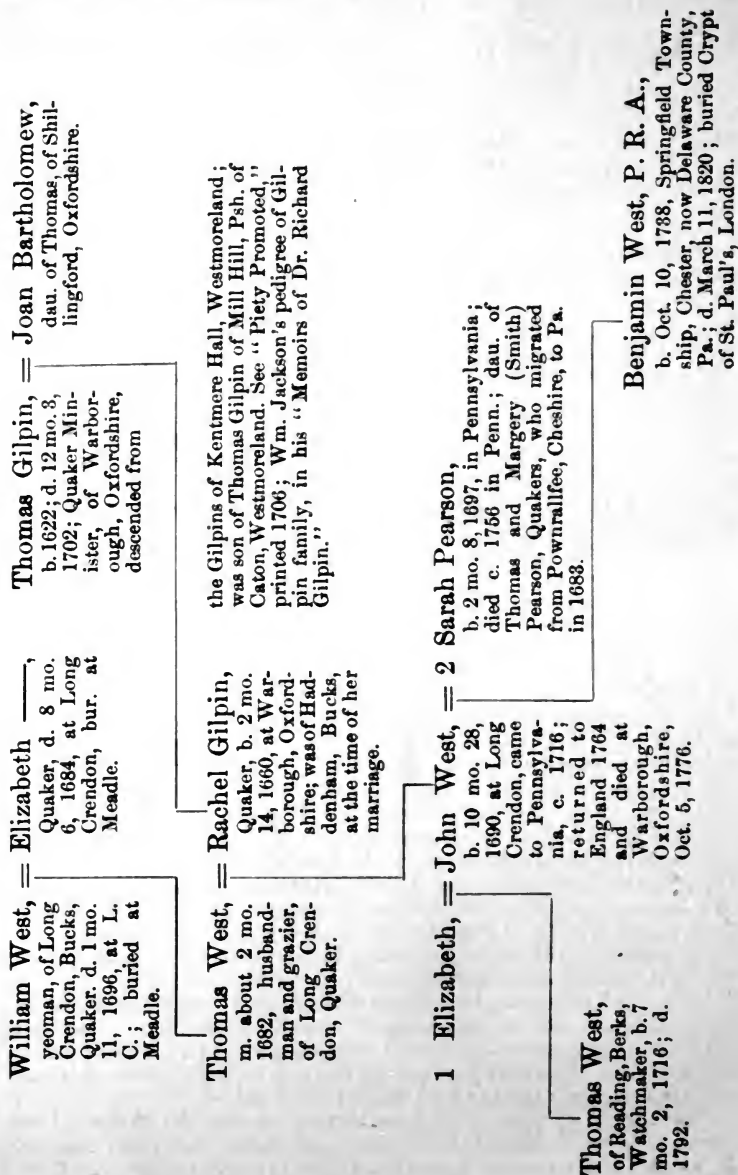 William West,
yeoman, of Long
Crendon, Bucks,
Quaker. d. 1 mo.
11, 1696, at L.
C.; buried at
Meadle.
= Elizabeth ——,
Quaker, d. 8 mo.
6, 1684, at Long
Crendon, bur. at
Meadle.
Thomas Gilpin,
b. 1622; d. 12 mo. 3,
1702; Quaker Min-
ister, of Warbor-
ough, Oxfordshire,
descended from
= Joan Bartholomew,
dau. of Thomas, of Shil-
lingford, Oxfordshire.
Thomas West,
m. about 2 mo.
1682, husband-
man and grazier,
of Long Cren-
don, Quaker.
= Rachel Gilpin,
Quaker, b. 2 mo.
14, 1660, at War-
borough, Oxford-
shire; was of Had-
denham, Bucks,
at the time of her
marriage.
the Gilpins of Kentmere Hall, Westmoreland;
was son of Thomas Gilpin of Mill Hill, Psh. of
Caton, Westmoreland. See "Piety Promoted,"
printed 1706; Wm. Jackson's pedigree of Gil-
pin family, in his "Memoirs of Dr. Richard
Gilpin."
1 Elizabeth,
= John West,
b. 10 mo. 28,
1690, at Long
Crendon, came
to Pennsylva-
nia, c. 1716;
returned to
England 1764
and died at
Warborough,
Oxfordshire,
Oct. 5, 1776.
= 2 Sarah Pearson,
b. 2 mo. 8, 1697, in Pennsylvania;
died c. 1756 in Penn.; dau. of
Thomas and Margery (Smith)
Pearson, Quakers, who migrated
from Pownrallfee, Cheshire, to Pa.
in 1683.
Thomas West,
of Reading, Berks,
Watchmaker, b. 7
mo. 2, 1716; d.
1792.
Benjamin West, P. R. A.,
b. Oct. 10, 1738, Springfield Town-
ship, Chester, now Delaware County,
Pa.; d. March 11, 1820; buried Crypt
of St. Paul's, London.